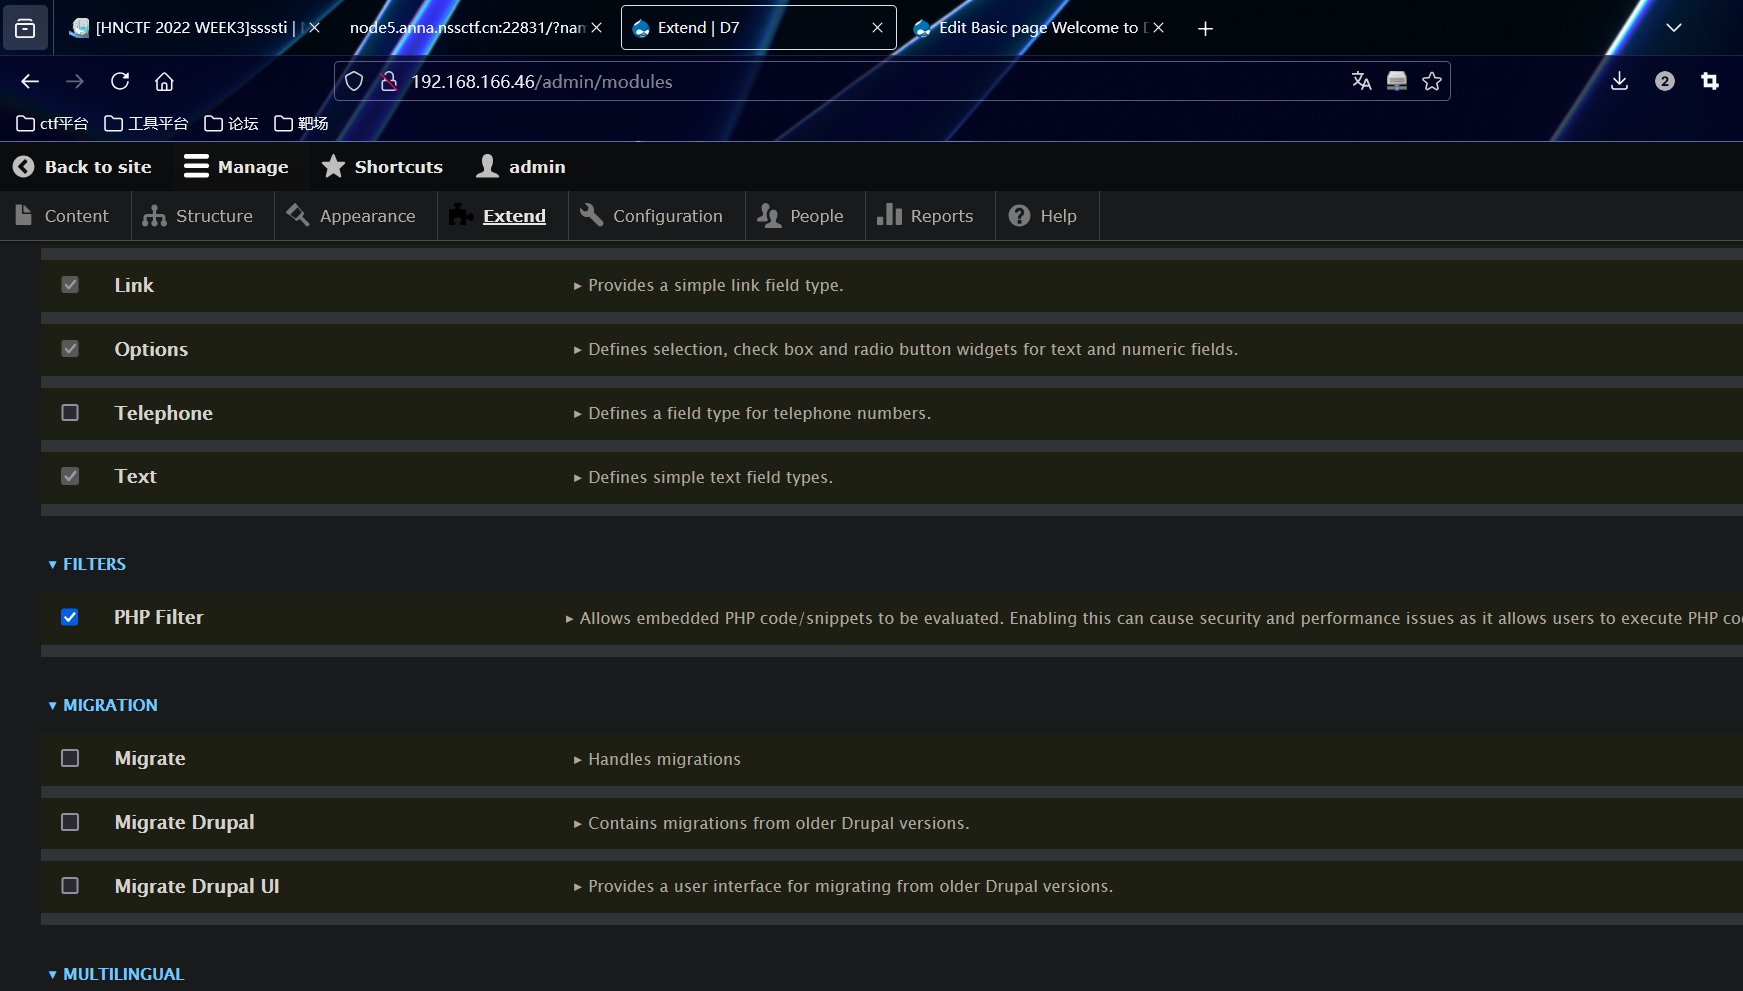 [HNCTF 2022 WEEK3]ssssti |
node5.anna.nssctf.cn:22831/?nam
Extend | D7
Edit Basic page Welcome to
192.168.166.46/admin/modules
2
ctf平台
工具平台
论坛
靶场
Back to site
Manage
Shortcuts
admin
Content
Structure
Appearance
Extend
Configuration
People
Reports
Help
Link
Provides a simple link field type.
Options
Defines selection, check box and radio button widgets for text and numeric fields.
Telephone
Defines a field type for telephone numbers.
Text
Defines simple text field types.
FILTERS
PHP Filter
Allows embedded PHP code/snippets to be evaluated. Enabling this can cause security and performance issues as it allows users to execute PHP co
MIGRATION
Migrate
Handles migrations
Migrate Drupal
Contains migrations from older Drupal versions.
Migrate Drupal UI
Provides a user interface for migrating from older Drupal versions.
MULTILINGUAL